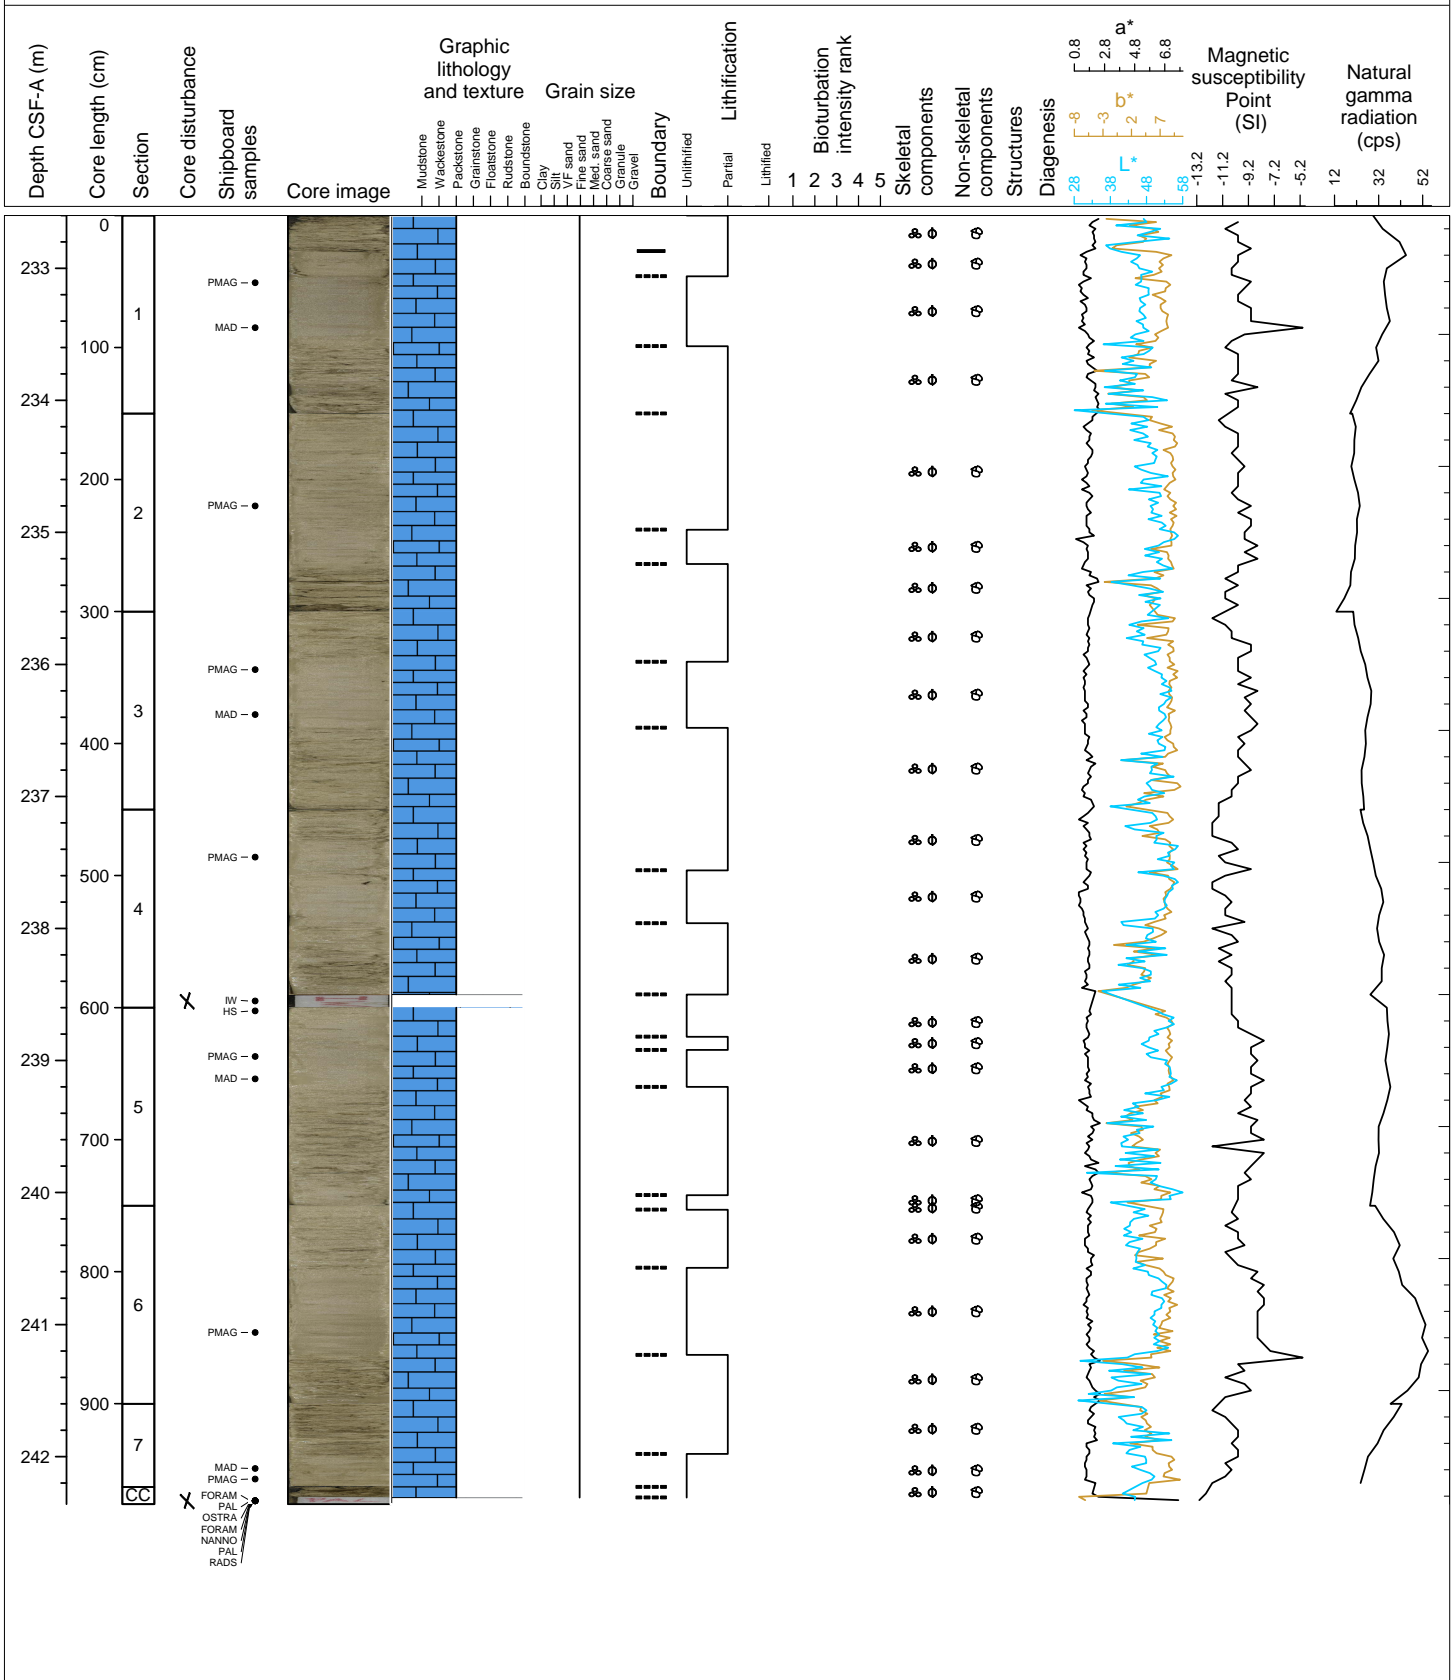 Depth CSF-A (m)
Core length (cm)
Section
Core disturbance
Shipboard
samples
Core image
Graphic
lithology
and texture
Mudstone
Wackestone
Packstone
Grainstone
Floatstone
Rudstone
Boundstone
Grain size
Clay
Silt
VF sand
Fine sand
Med. sand
Coarse sand
Granule
Gravel
Boundary
Lithification
Unlithified
Partial
Lithified
Bioturbation
intensity rank
1 2 3 4 5
Skeletal
components
Non-skeletal
components
Structures
Diagenesis
a*
0.8 2.8 4.8 6.8
b*
-8 -3 2 7
L*
28 38 48 58
Magnetic
susceptibility
Point
(SI)
-13.2 -11.2 -9.2 -7.2 -5.2
Natural
gamma
radiation
(cps)
12 32 52
0
233
PMAG
1
MAD
100
234
200
PMAG
2
235
300
236
PMAG
3
MAD
400
237
PMAG
500
4
238
IW
600
HS
PMAG
239
MAD
5
700
240
800
6
241
PMAG
900
7
242
MAD
PMAG
CC
FORAM
PAL
OSTRA
FORAM
NANNO
PAL
RADS